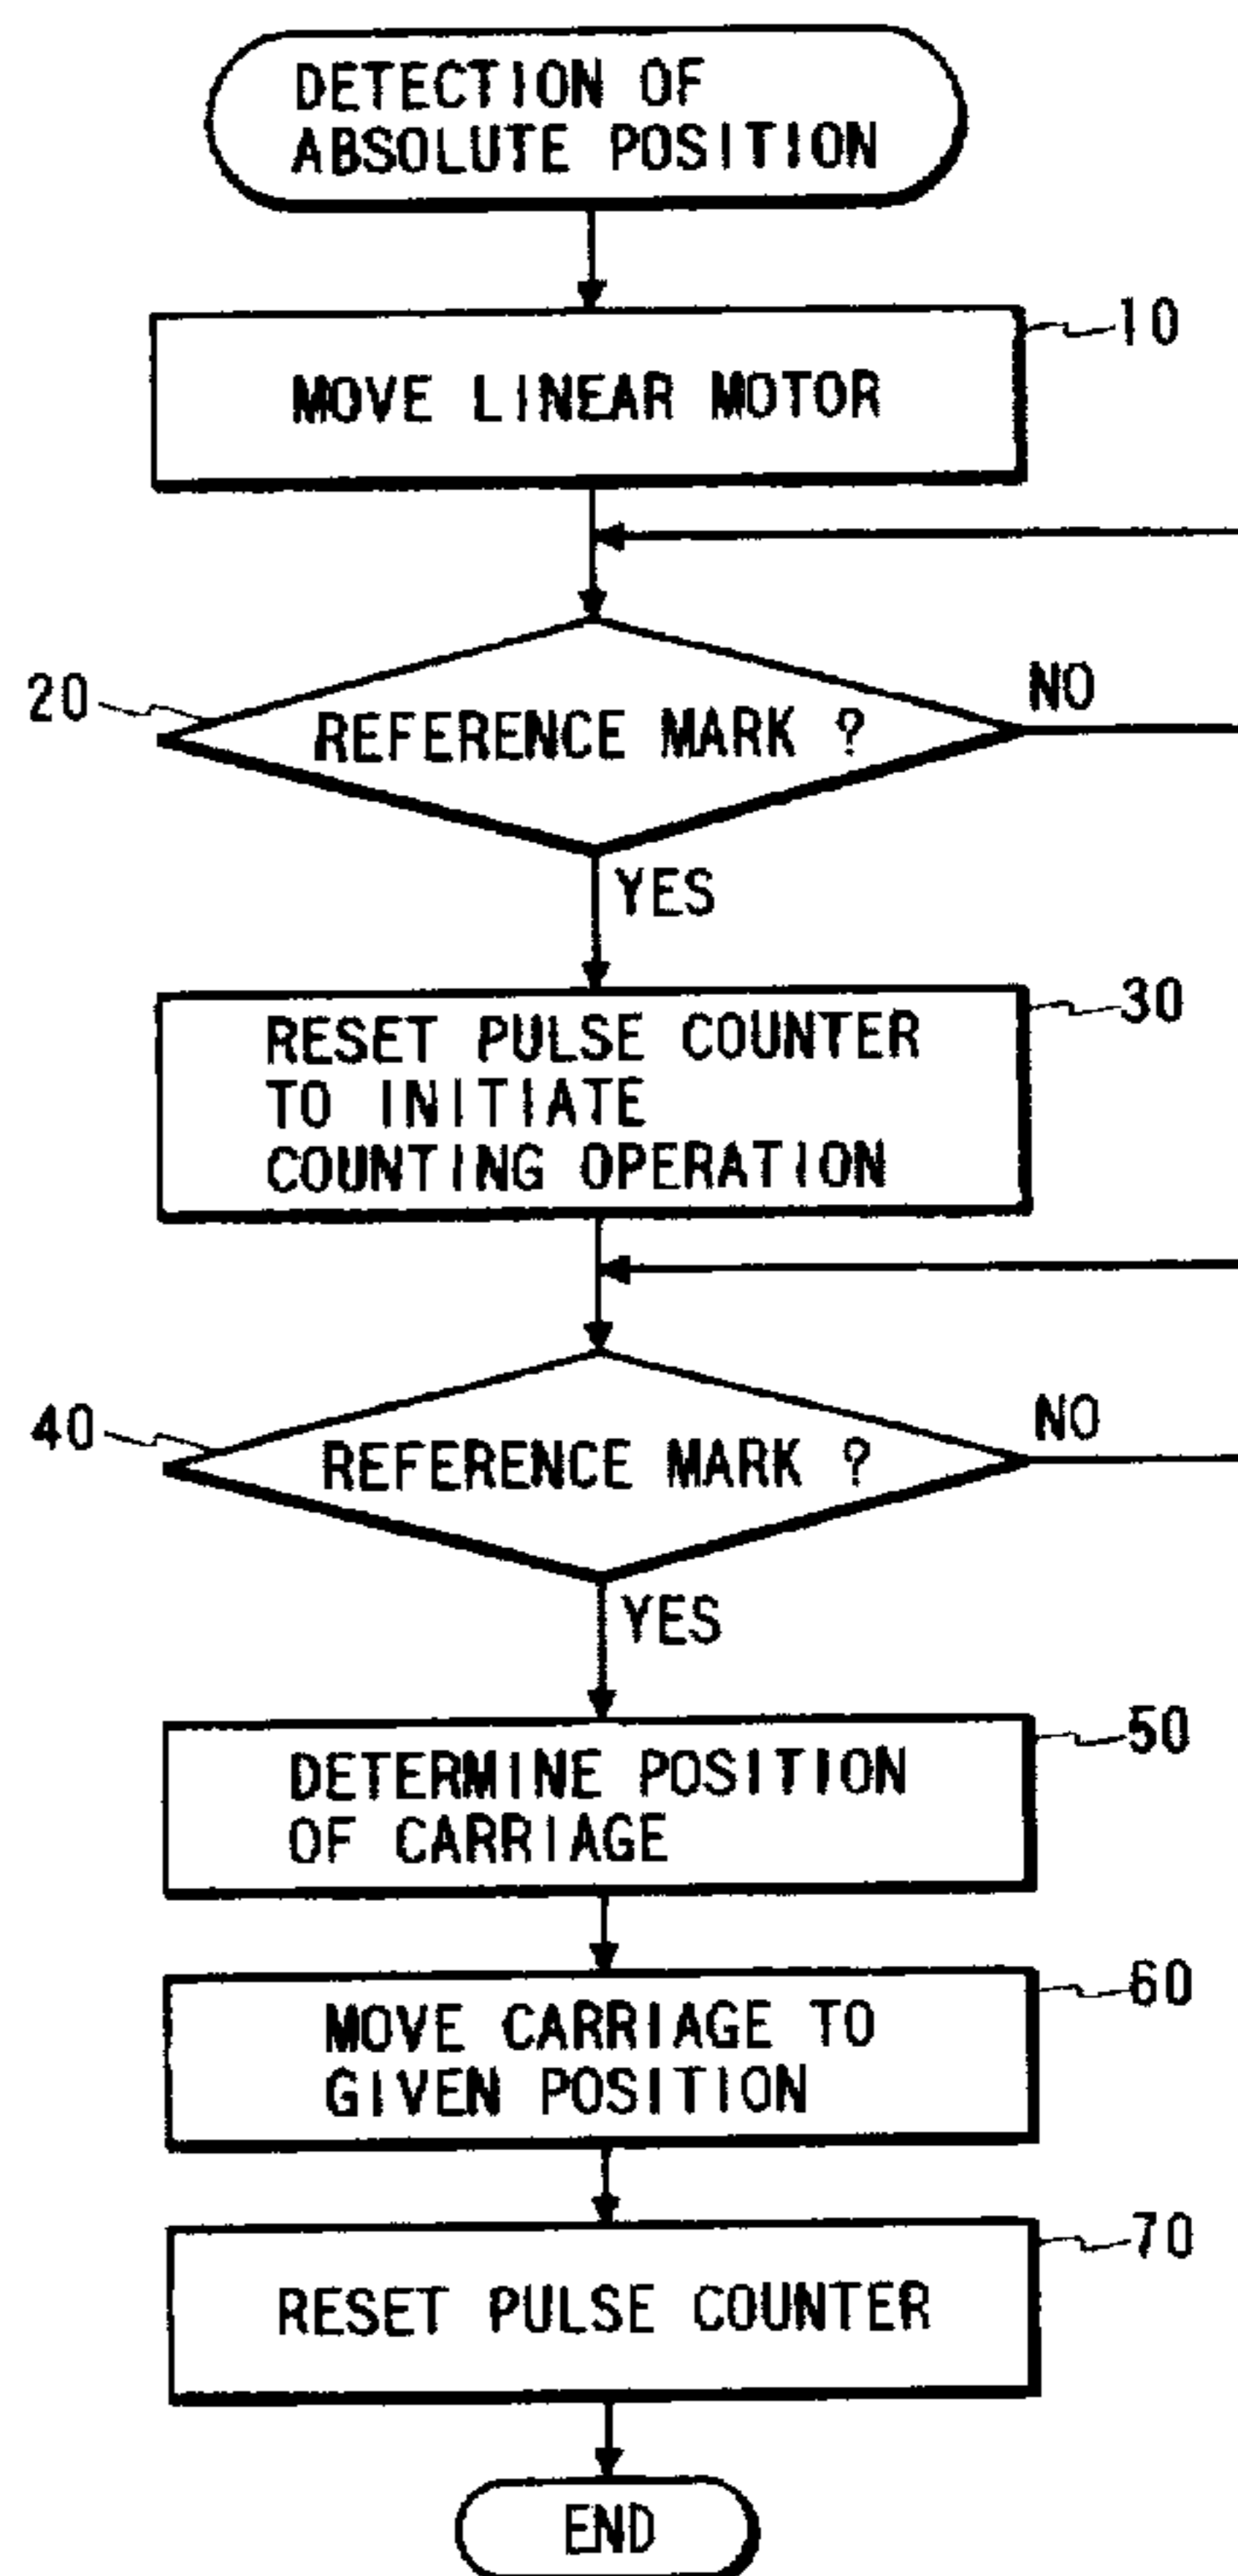 DETECTION OF
ABSOLUTE POSITION
10
MOVE LINEAR MOTOR
20
REFERENCE MARK ?
NO
YES
30
RESET PULSE COUNTER
TO INITIATE
COUNTING OPERATION
40
REFERENCE MARK ?
NO
YES
50
DETERMINE POSITION
OF CARRIAGE
60
MOVE CARRIAGE TO
GIVEN POSITION
70
RESET PULSE COUNTER
END